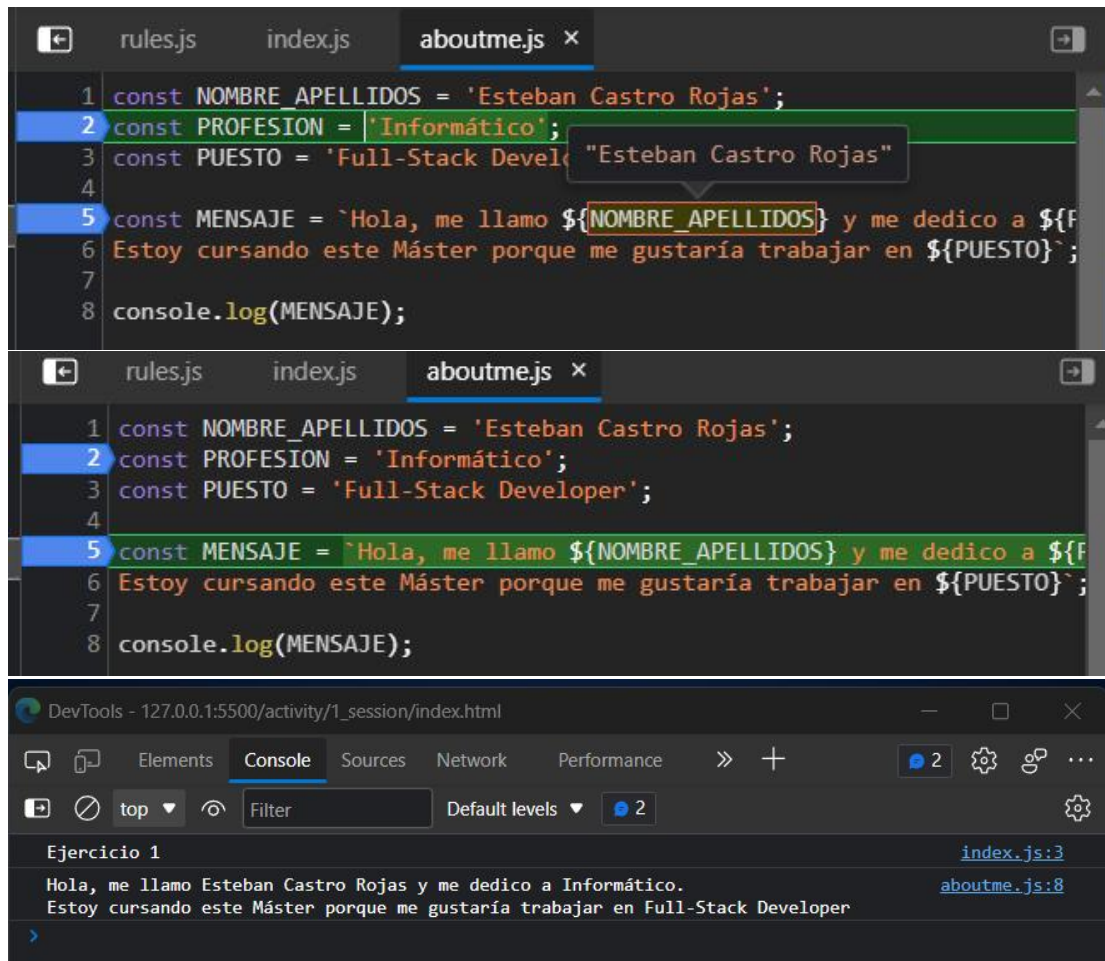 rules.js index.js aboutme.js ×
1 const NOMBRE_APELLIDOS = 'Esteban Castro Rojas';
2 const PROFESION = 'Informático';
3 const PUESTO = 'Full-Stack Devel
"Esteban Castro Rojas"
4
5 const MENSAJE = `Hola, me llamo ${NOMBRE_APELLIDOS} y me dedico a ${P
6 Estoy cursando este Máster porque me gustaría trabajar en ${PUESTO}`;
7
8 console.log(MENSAJE);
rules.js index.js aboutme.js ×
1 const NOMBRE_APELLIDOS = 'Esteban Castro Rojas';
2 const PROFESION = 'Informático';
3 const PUESTO = 'Full-Stack Developer';
4
5 const MENSAJE = `Hola, me llamo ${NOMBRE_APELLIDOS} y me dedico a ${P
6 Estoy cursando este Máster porque me gustaría trabajar en ${PUESTO}`;
7
8 console.log(MENSAJE);
DevTools - 127.0.0.1:5500/activity/1_session/index.html
Elements Console Sources Network Performance » + 2
top ▼ Filter Default levels ▼ 2
Ejercicio 1 index.js:3
Hola, me llamo Esteban Castro Rojas y me dedico a Informático. aboutme.js:8
Estoy cursando este Máster porque me gustaría trabajar en Full-Stack Developer
>